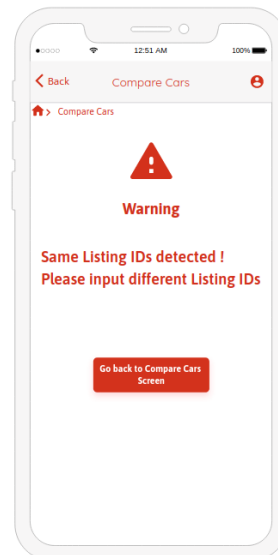 12:51 AM
100%
Back
Compare Cars
> Compare Cars
Warning
Same Listing IDs detected !
Please input different Listing IDs
Go back to Compare Cars
Screen